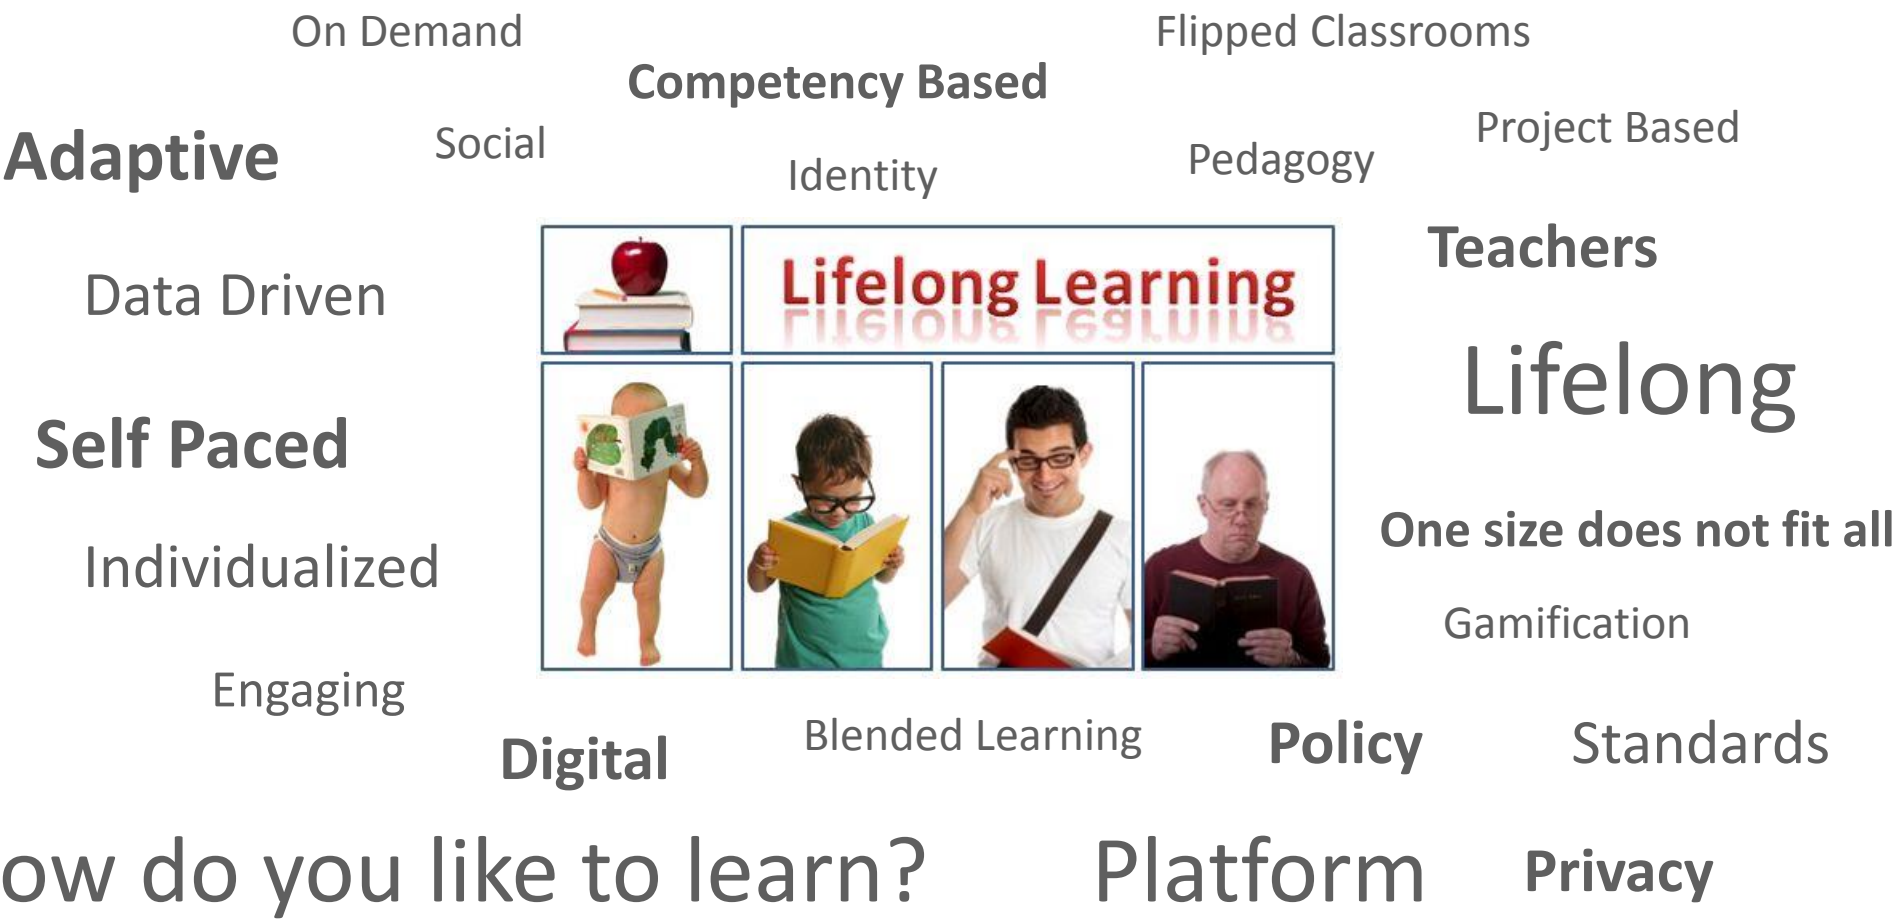 On Demand
Flipped Classrooms
Competency Based
Adaptive
Social
Identity
Pedagogy
Project Based
Teachers
Data Driven
Lifelong Learning
Lifelong
Self Paced
One size does not fit all
Individualized
Gamification
Engaging
Digital
Blended Learning
Policy
Standards
ow do you like to learn?
Platform
Privacy